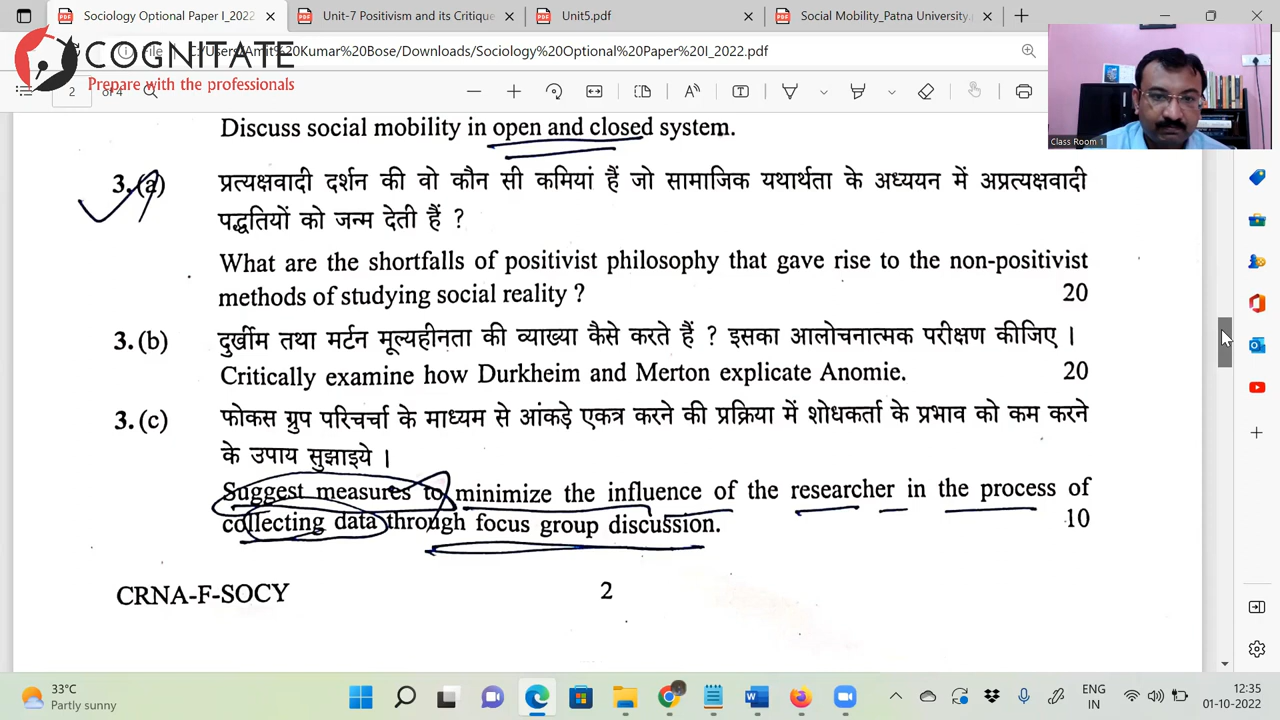 Sociology Optional Paper I_2022
Unit-7 Positivism and its Critique
Unit5.pdf
Social Mobility_Patna University.
COGNITATE
Prepare with the professionals
C:/Users/Amit%20Kumar%20Bose/Downloads/Sociology%20Optional%20Paper%20I_2022.pdf
2 of 4
Class Room 1
Discuss social mobility in open and closed system.
3.(a) प्रत्यक्षवादी दर्शन की वो कौन सी कमियां हैं जो सामाजिक यथार्थता के अध्ययन में अप्रत्यक्षवादी
पद्धतियों को जन्म देती हैं ?
What are the shortfalls of positivist philosophy that gave rise to the non-positivist
methods of studying social reality ? 20
3.(b) दुर्खीम तथा मर्टन मूल्यहीनता की व्याख्या कैसे करते हैं ? इसका आलोचनात्मक परीक्षण कीजिए ।
Critically examine how Durkheim and Merton explicate Anomie. 20
3.(c) फोकस ग्रुप परिचर्चा के माध्यम से आंकड़े एकत्र करने की प्रक्रिया में शोधकर्ता के प्रभाव को कम करने
के उपाय सुझाइये ।
Suggest measures to minimize the influence of the researcher in the process of
collecting data through focus group discussion. 10
CRNA-F-SOCY 2
33°C
Partly sunny
ENG
IN
12:35
01-10-2022